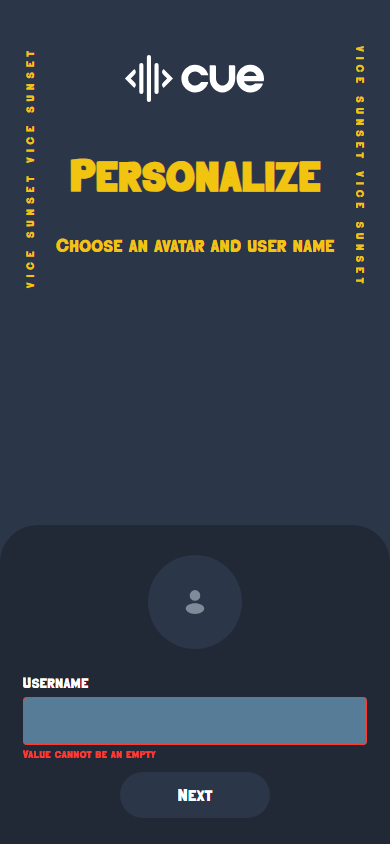 cue
VICE SUNSET VICE SUNSET
VICE SUNSET VICE SUNSET
Personalize
Choose an avatar and user name
Username
Value cannot be an empty
Next